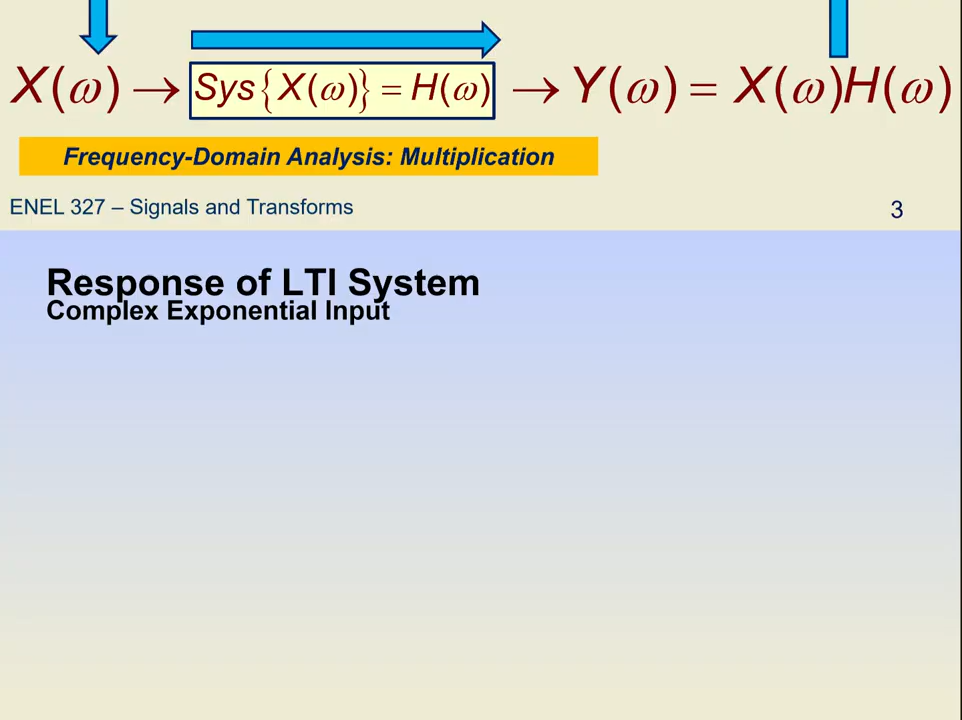 X(ω) → Sys{X(ω)} = H(ω) → Y(ω) = X(ω)H(ω)
Frequency-Domain Analysis: Multiplication
ENEL 327 – Signals and Transforms
3
Response of LTI System
Complex Exponential Input